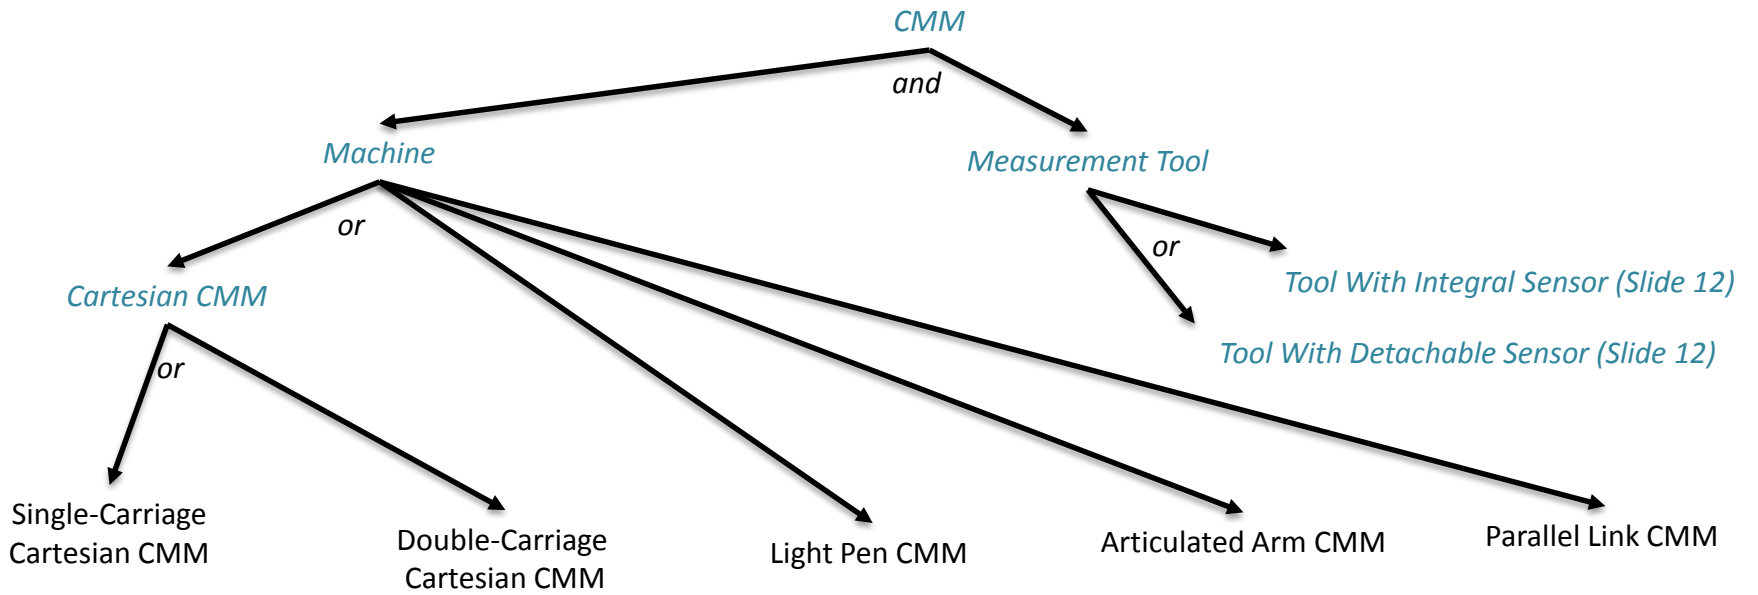 CMM
and
Machine
Measurement Tool
or
or
Cartesian CMM
Tool With Integral Sensor (Slide 12)
Tool With Detachable Sensor (Slide 12)
or
Single-Carriage
Cartesian CMM
Double-Carriage
Cartesian CMM
Light Pen CMM
Articulated Arm CMM
Parallel Link CMM